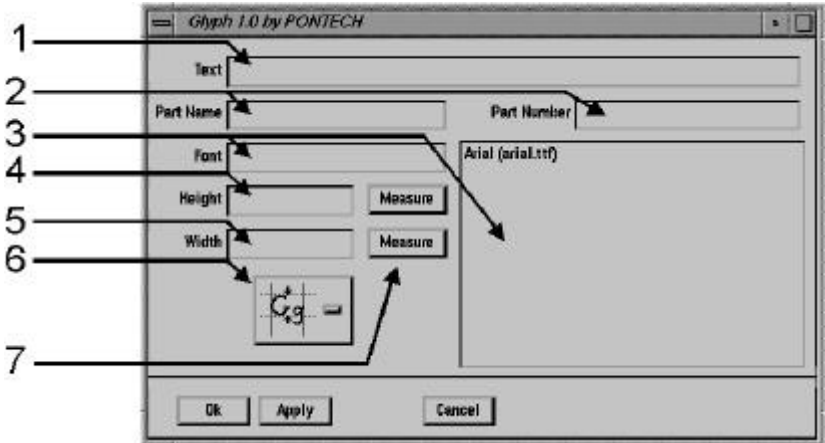 Glyph 1.0 by PONTECH
1
Text
2
Part Name Part Number
3
Font Arial (arial.ttf)
4
Height Measure
5
Width Measure
6
Cg
7
Ok Apply Cancel